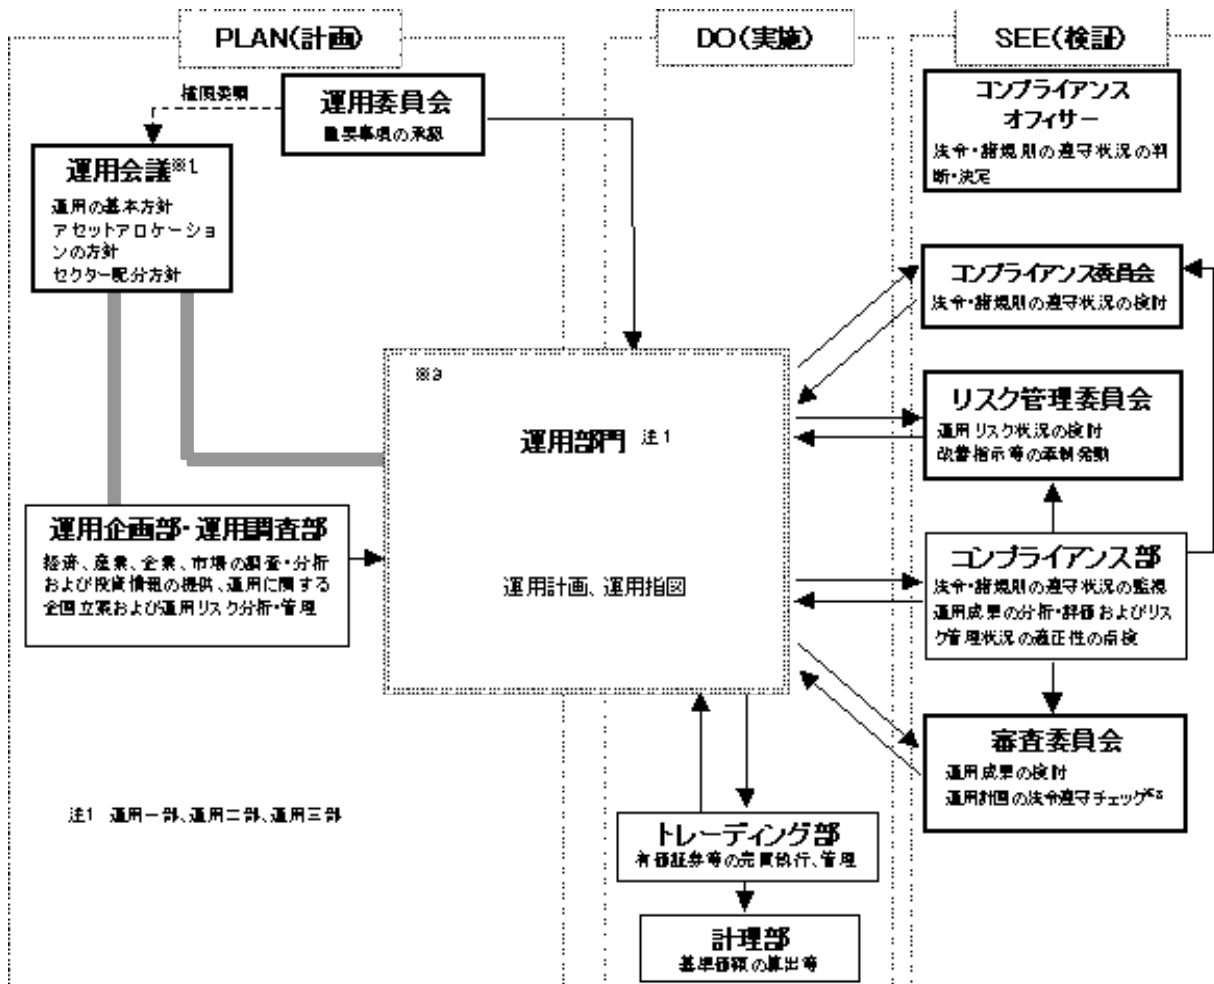 PLAN(計画)
権限委譲
運用委員会
重要事項の承認
運用会議※1
運用の基本方針
アセットアロケーショ
ンの方針
セクター配分方針
運用企画部・運用調査部
経済、産業、企業、市場の調査・分析
および投資情報の提供、運用に関する
企画立案および運用リスク分析・管理
注1 運用一部、運用二部、運用三部
DO(実施)
運用部門 注1
運用計画、運用指図
トレーディング部
有価証券等の売買執行、管理
計理部
基準価額の算出等
SEE(検証)
コンプライアンス
オフィサー
法令・諸規則の遵守状況の判
断・決定
コンプライアンス委員会
法令・諸規則の遵守状況の検討
リスク管理委員会
運用リスク状況の検討
改善指示等の牽制発動
コンプライアンス部
法令・諸規則の遵守状況の監視
運用成果の分析・評価およびリス
ク管理状況の適正性の点検
審査委員会
運用成果の検討
運用計画の法令遵守チェック